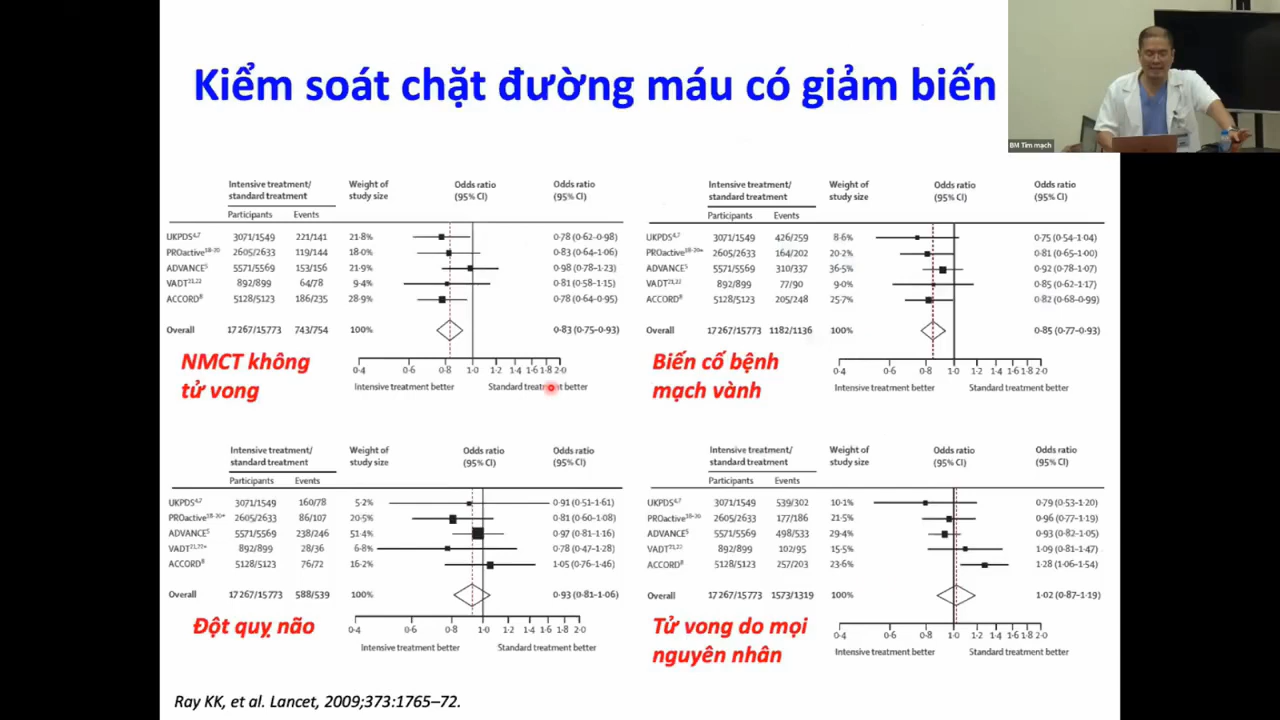 Kiểm soát chặt đường máu có giảm biến
BM Tim mạch
Intensive treatment/ Weight of Odds ratio Odds ratio
standard treatment study size (95% CI) (95% CI)
Participants Events
UKPDS4,7 3071/1549 221/141 21·8% 0·78 (0·62–0·98)
PROactive18-20 2605/2633 119/144 18·0% 0·83 (0·64–1·06)
ADVANCE5 5571/5569 153/156 21·9% 0·98 (0·78–1·23)
VADT21,22 892/899 64/78 9·4% 0·81 (0·58–1·15)
ACCORD8 5128/5123 186/235 28·9% 0·78 (0·64–0·95)
Overall 17 267/15773 743/754 100% 0·83 (0·75–0·93)
0·4 0·6 0·8 1·0 1·2 1·4 1·6 1·8 2·0
Intensive treatment better Standard treatment better
NMCT không
tử vong
Intensive treatment/ Weight of Odds ratio Odds ratio
standard treatment study size (95% CI) (95% CI)
Participants Events
UKPDS4,7 3071/1549 426/259 8·6% 0·75 (0·54–1·04)
PROactive18-20* 2605/2633 164/202 20·2% 0·81 (0·65–1·00)
ADVANCE5 5571/5569 310/337 36·5% 0·92 (0·78–1·07)
VADT21,22 892/899 77/90 9·0% 0·85 (0·62–1·17)
ACCORD8 5128/5123 205/248 25·7% 0·82 (0·68–0·99)
Overall 17 267/15773 1182/1136 100% 0·85 (0·77–0·93)
0·4 0·6 0·8 1·0 1·2 1·4 1·6 1·8 2·0
Intensive treatment better Standard treatment better
Biến cố bệnh
mạch vành
Intensive treatment/ Weight of Odds ratio Odds ratio
standard treatment study size (95% CI) (95% CI)
Participants Events
UKPDS4,7 3071/1549 160/78 5·2% 0·91 (0·51–1·61)
PROactive18-20* 2605/2633 86/107 20·5% 0·81 (0·60–1·08)
ADVANCE5 5571/5569 238/246 51·4% 0·97 (0·81–1·16)
VADT21,22* 892/899 28/36 6·8% 0·78 (0·47–1·28)
ACCORD8 5128/5123 76/72 16·2% 1·05 (0·76–1·46)
Overall 17 267/15773 588/539 100% 0·93 (0·81–1·06)
0·4 0·6 0·8 1·0 1·2 1·4 1·6 1·8 2·0
Intensive treatment better Standard treatment better
Đột quỵ não
Intensive treatment/ Weight of Odds ratio Odds ratio
standard treatment study size (95% CI) (95% CI)
Participants Events
UKPDS4,7 3071/1549 539/302 10·1% 0·79 (0·53–1·20)
PROactive18-20 2605/2633 177/186 21·5% 0·96 (0·77–1·19)
ADVANCE5 5571/5569 498/533 29·4% 0·93 (0·82–1·05)
VADT21,22 892/899 102/95 15·5% 1·09 (0·81–1·47)
ACCORD8 5128/5123 257/203 23·6% 1·28 (1·06–1·54)
Overall 17 267/15773 1573/1319 100% 1·02 (0·87–1·19)
0·4 0·6 0·8 1·0 1·2 1·4 1·6 1·8 2·0
Intensive treatment better Standard treatment better
Tử vong do mọi
nguyên nhân
Ray KK, et al. Lancet, 2009;373:1765–72.